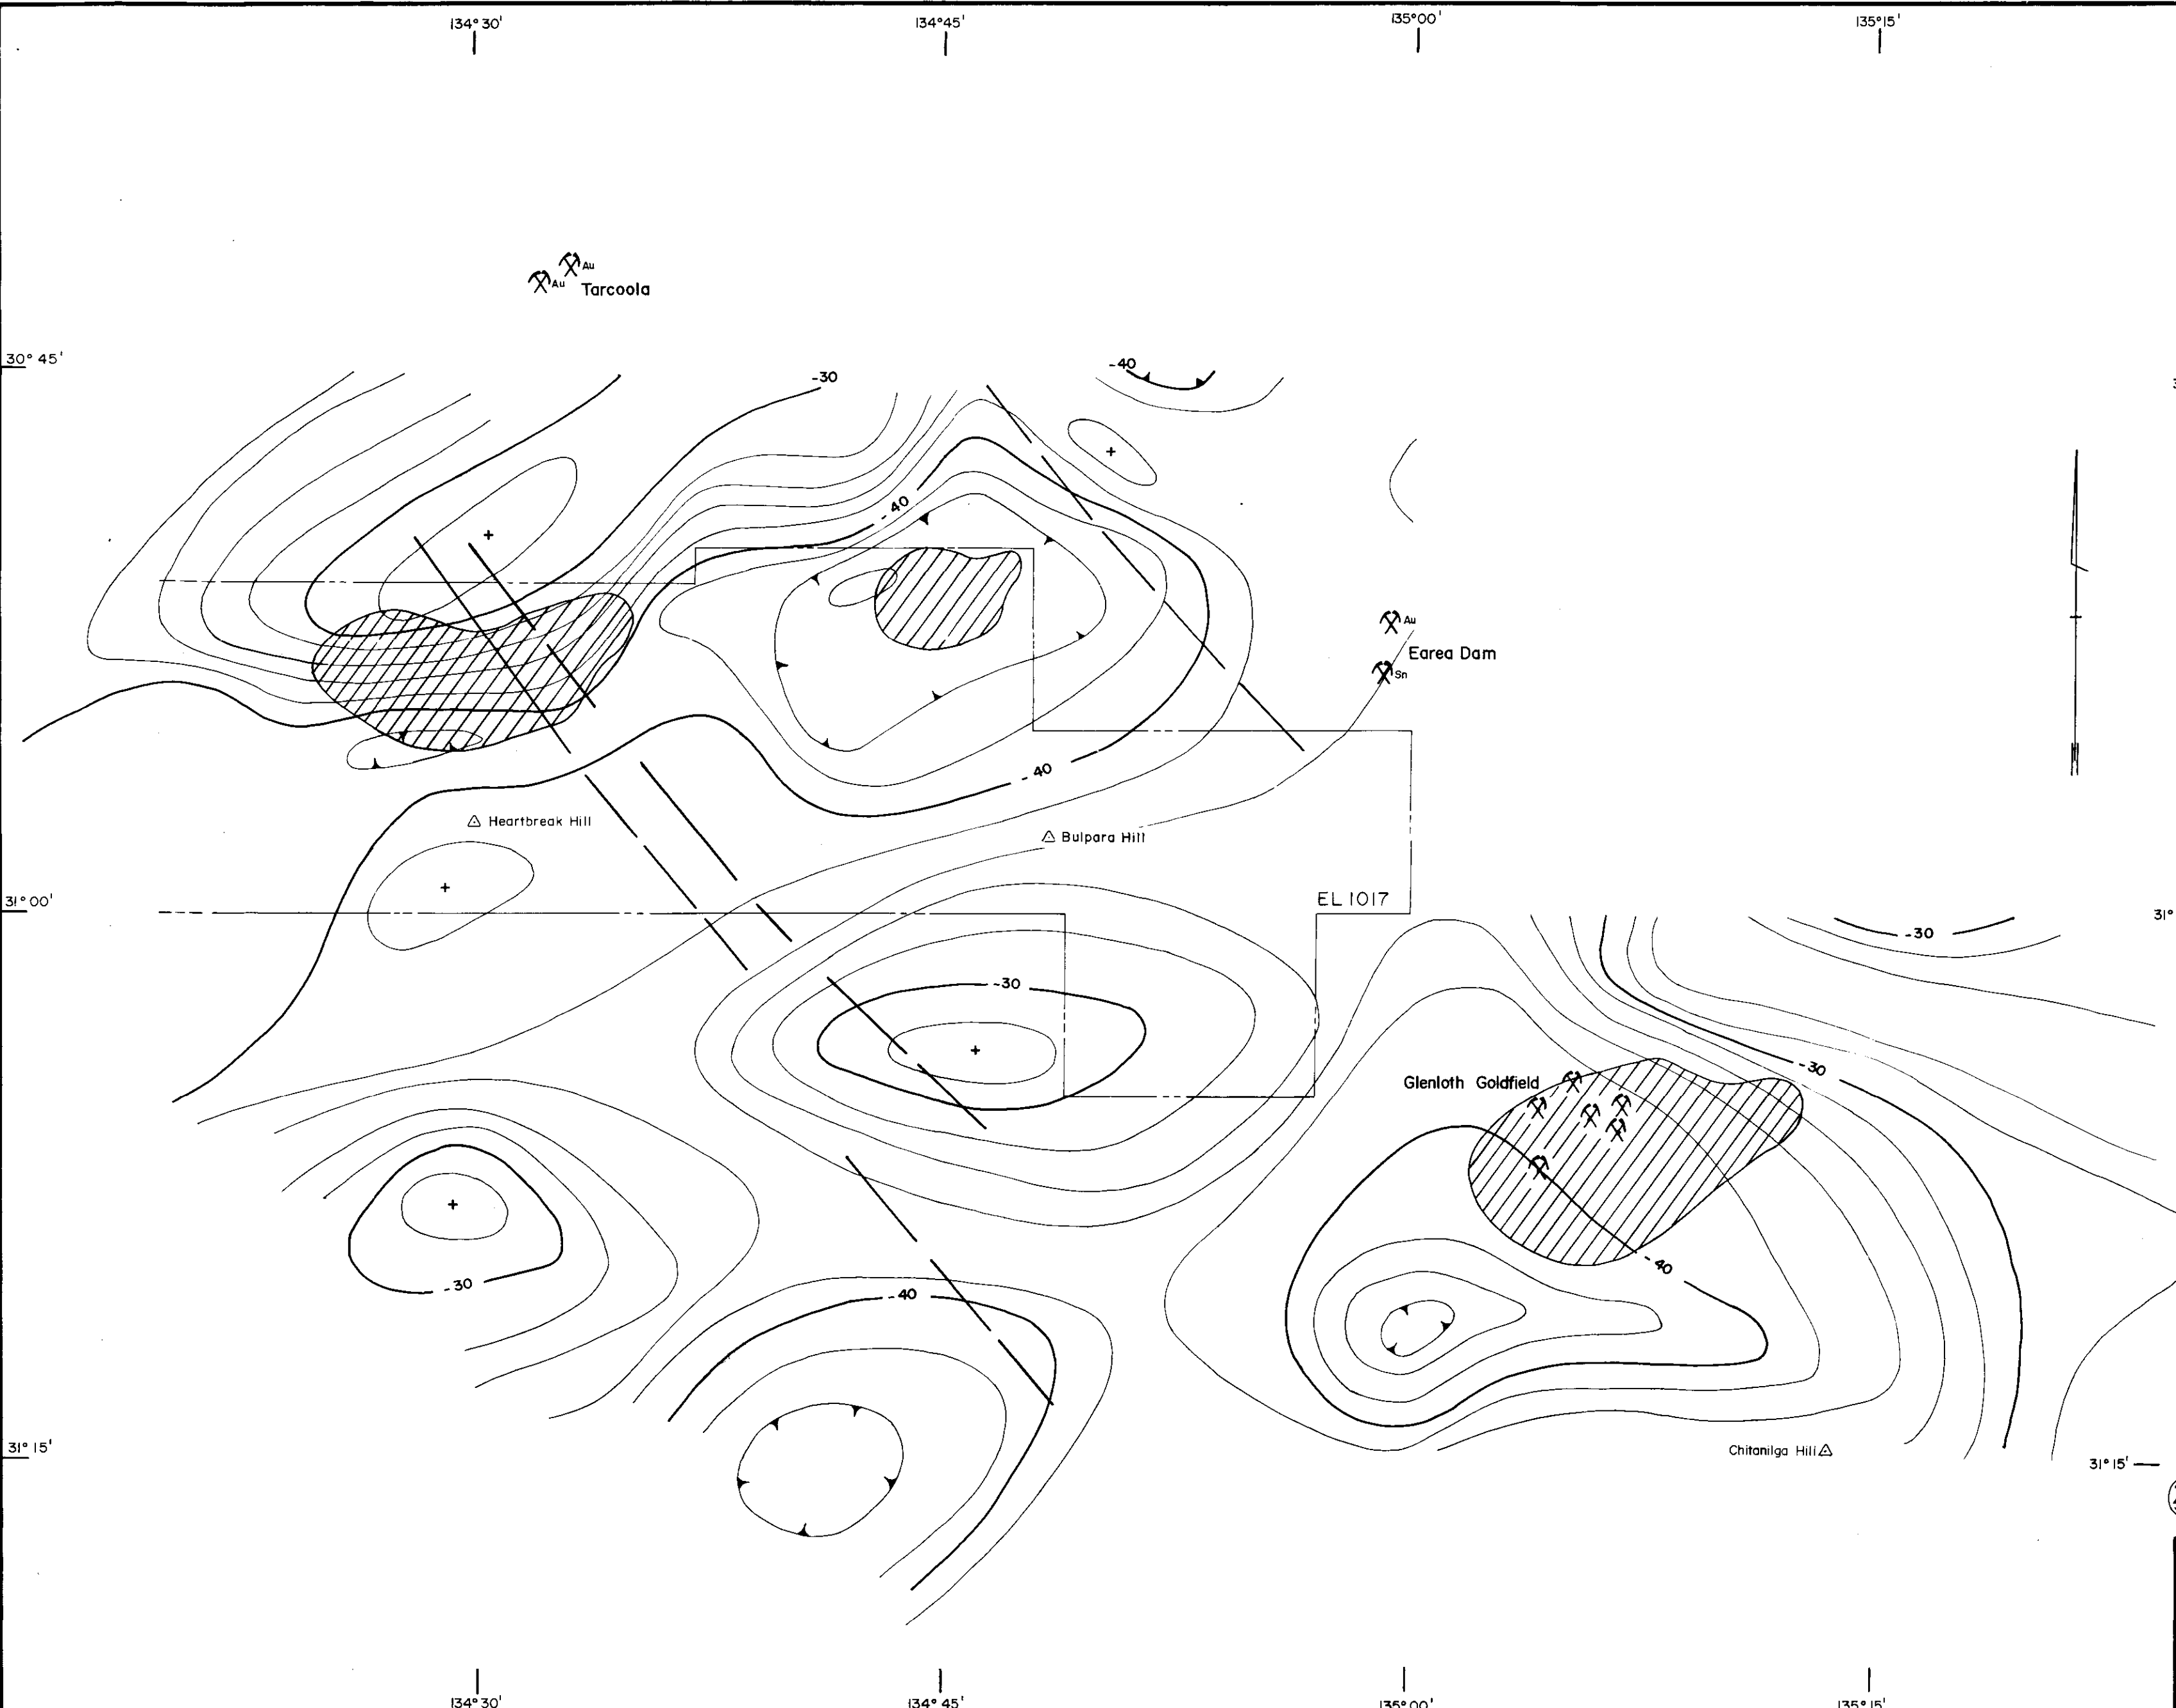 134°30'
134°45'
135°00'
135°15'
Au
Au
Tarcoola
30°45'
-40
-30
-40
Au
Earea Dam
Sn
-40
Heartbreak Hill
Bulpara Hill
EL 1017
31°00'
31°
-30
-30
-30
Glenloth Goldfield
-40
-30
-40
Chitanilga Hill
31°15'
31°15'
134°30'
134°45'
135°00'
135°15'